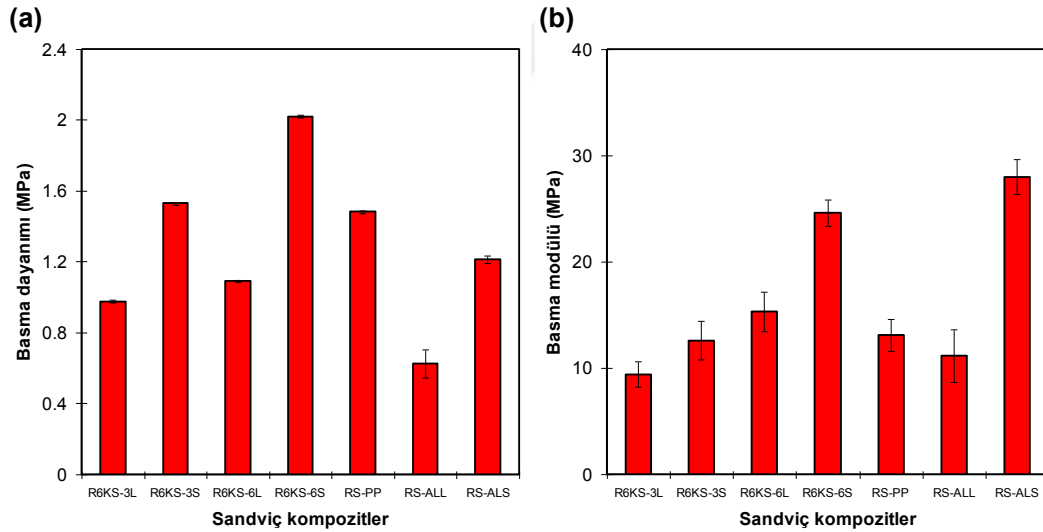 (a)
2.4
2
1.6
1.2
0.8
0.4
0
Basma dayanımı (MPa)
R6KS-3L R6KS-3S R6KS-6L R6KS-6S RS-PP RS-ALL RS-ALS
Sandviç kompozitler
(b)
40
30
20
10
0
Basma modülü (MPa)
R6KS-3L R6KS-3S R6KS-6L R6KS-6S RS-PP RS-ALL RS-ALS
Sandviç kompozitler